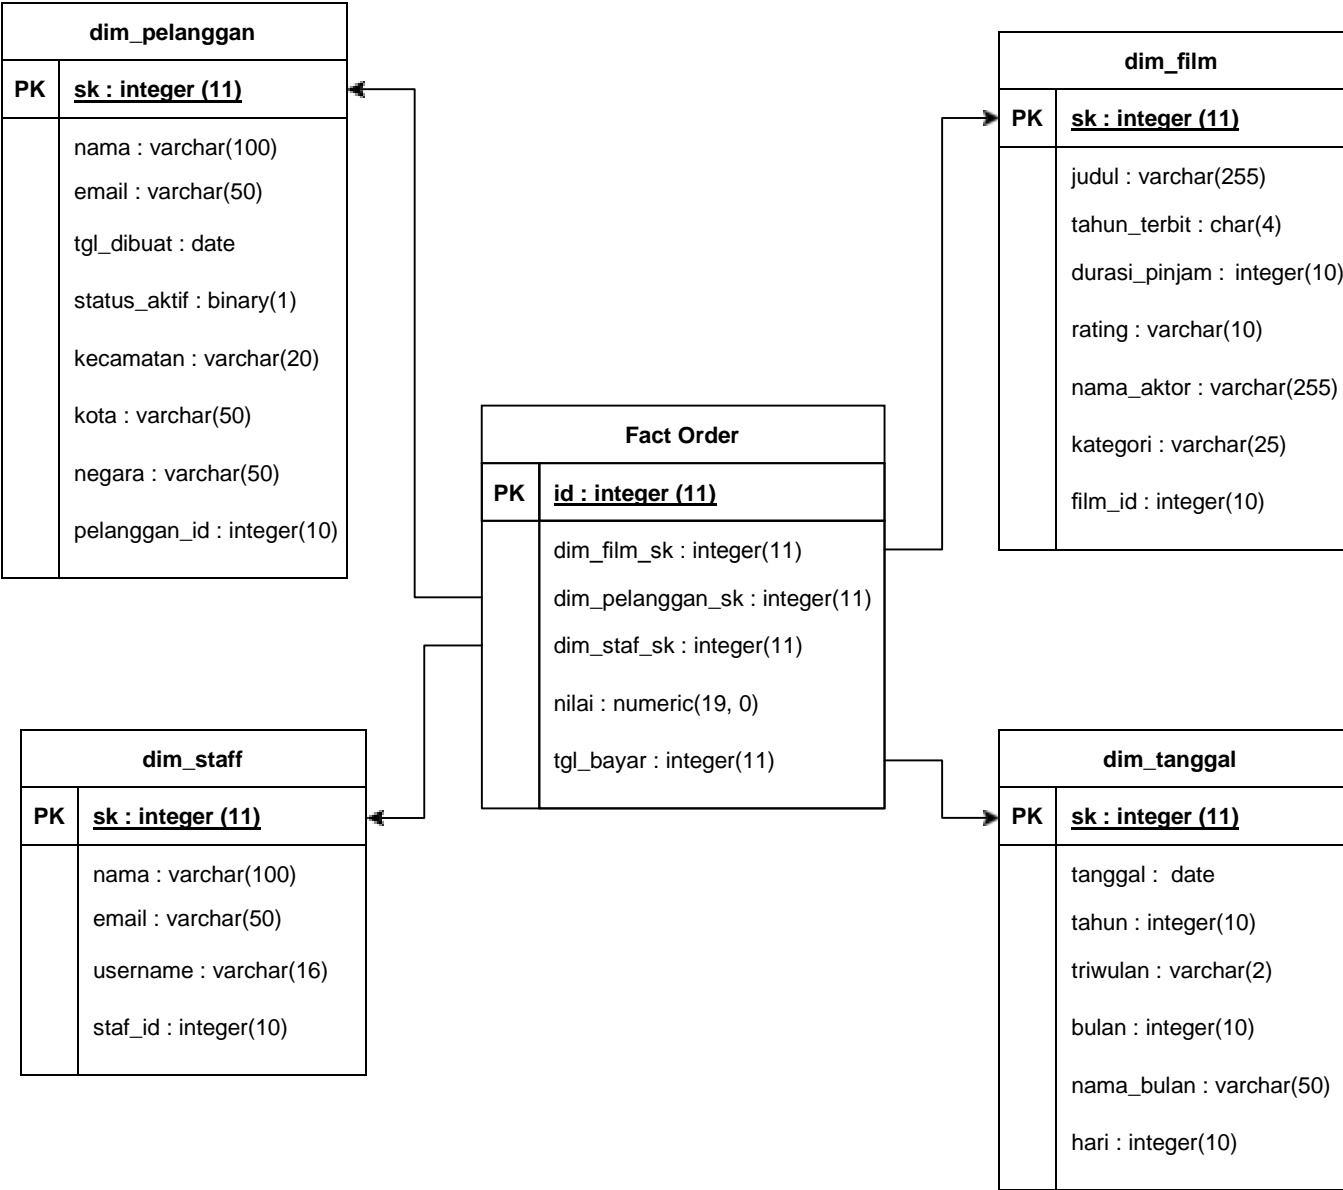 dim_pelanggan
PK sk : integer (11)
nama : varchar(100)
email : varchar(50)
tgl_dibuat : date
status_aktif : binary(1)
kecamatan : varchar(20)
kota : varchar(50)
negara : varchar(50)
pelanggan_id : integer(10)
dim_film
PK sk : integer (11)
judul : varchar(255)
tahun_terbit : char(4)
durasi_pinjam : integer(10)
rating : varchar(10)
nama_aktor : varchar(255)
kategori : varchar(25)
film_id : integer(10)
Fact Order
PK id : integer (11)
dim_film_sk : integer(11)
dim_pelanggan_sk : integer(11)
dim_staf_sk : integer(11)
nilai : numeric(19, 0)
tgl_bayar : integer(11)
dim_staff
PK sk : integer (11)
nama : varchar(100)
email : varchar(50)
username : varchar(16)
staf_id : integer(10)
dim_tanggal
PK sk : integer (11)
tanggal : date
tahun : integer(10)
triwulan : varchar(2)
bulan : integer(10)
nama_bulan : varchar(50)
hari : integer(10)